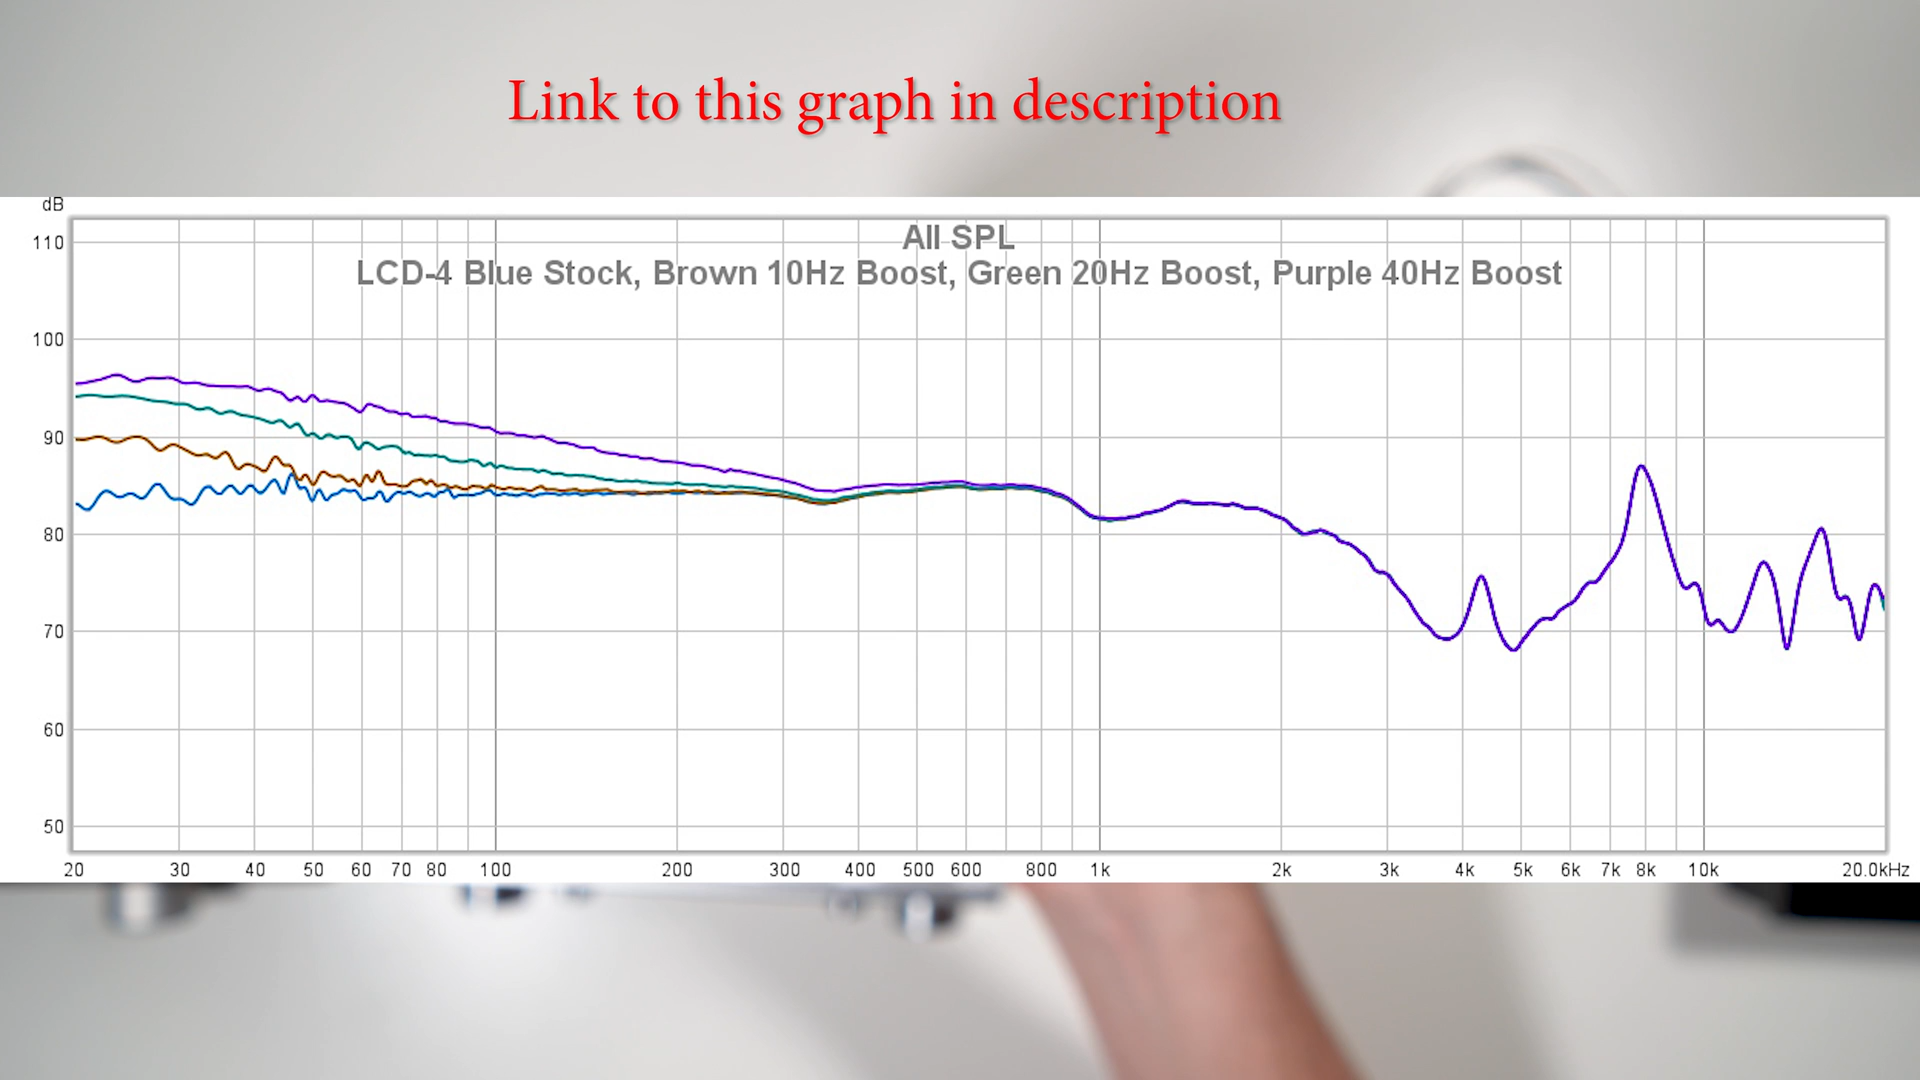 Link to this graph in description
dB
All SPL
LCD-4 Blue Stock, Brown 10Hz Boost, Green 20Hz Boost, Purple 40Hz Boost
110
100
90
80
70
60
50
20 30 40 50 60 70 80 100 200 300 400 500 600 800 1k 2k 3k 4k 5k 6k 7k 8k 10k 20.0kHz